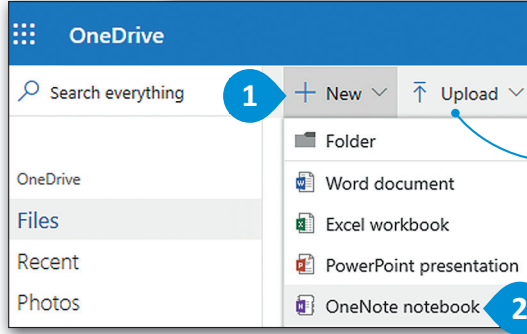 OneDrive
Search everything
1
New
Upload
Folder
OneDrive
Word document
Files
Excel workbook
Recent
PowerPoint presentation
Photos
OneNote notebook
2